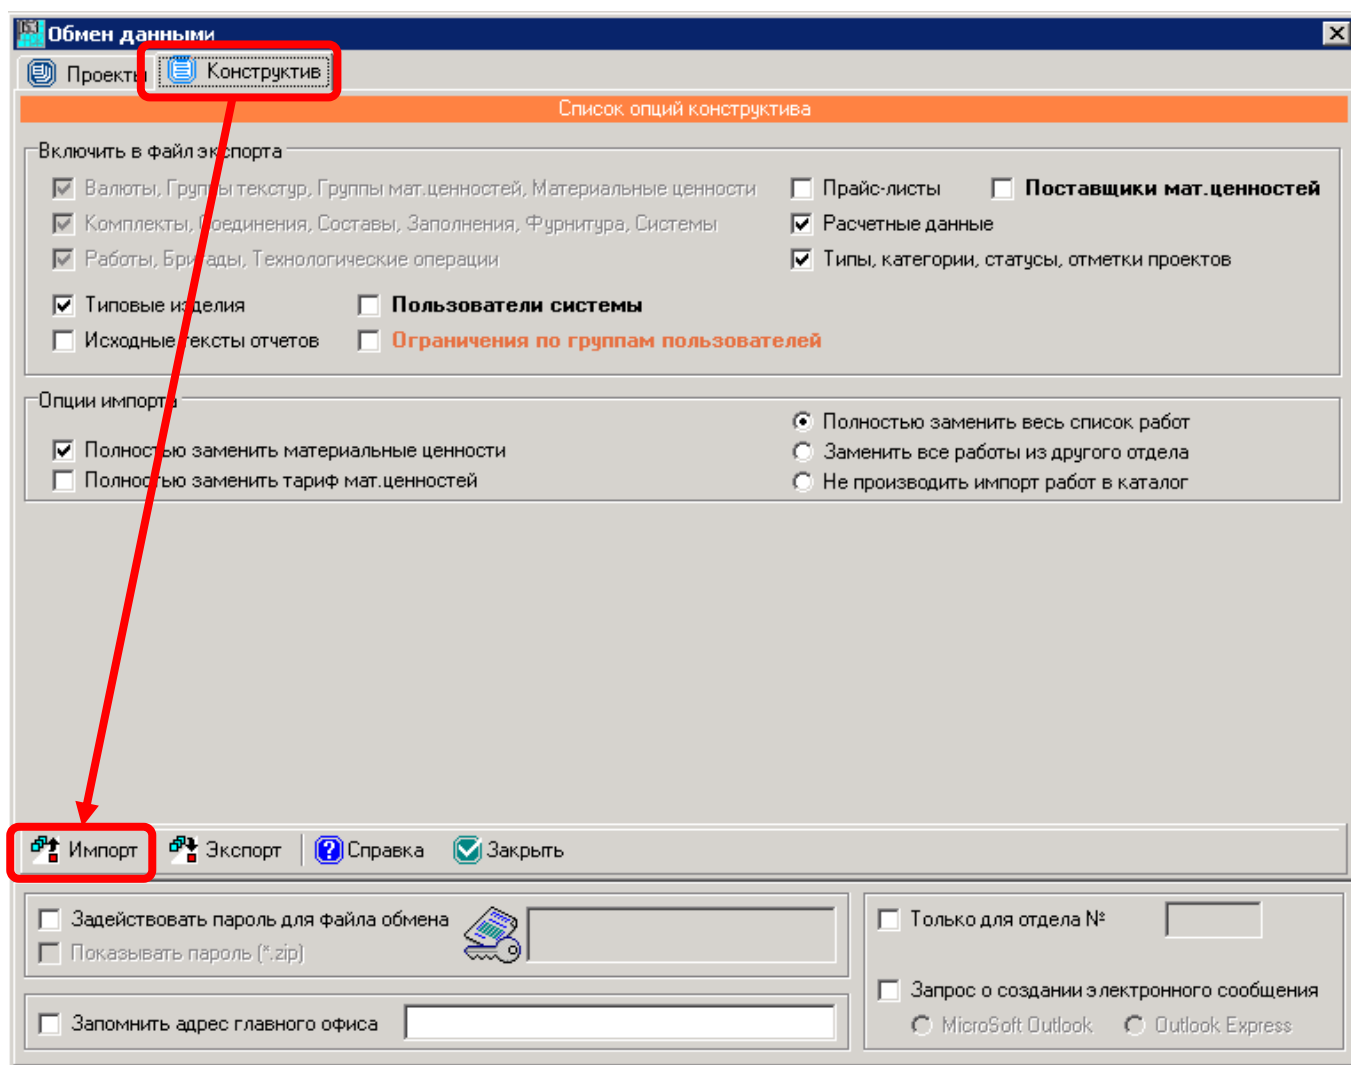 Обмен данными
Проекты
Конструктив
Список опций конструктива
Включить в файл экспорта
Валюты, Группы текстур, Группы мат.ценностей, Материальные ценности
Прайс-листы
Поставщики мат.ценностей
Комплекты, Соединения, Составы, Заполнения, Фурнитура, Системы
Расчетные данные
Работы, Бригады, Технологические операции
Типы, категории, статусы, отметки проектов
Типовые изделия
Пользователи системы
Исходные тексты отчетов
Ограничения по группам пользователей
Опции импорта
Полностью заменить весь список работ
Полностью заменить материальные ценности
Заменить все работы из другого отдела
Полностью заменить тариф мат.ценностей
Не производить импорт работ в каталог
Импорт
Экспорт
Справка
Закрыть
Задействовать пароль для файла обмена
Только для отдела №
Показывать пароль (*.zip)
Запрос о создании электронного сообщения
Запомнить адрес главного офиса
MicroSoft Outlook
Outlook Express